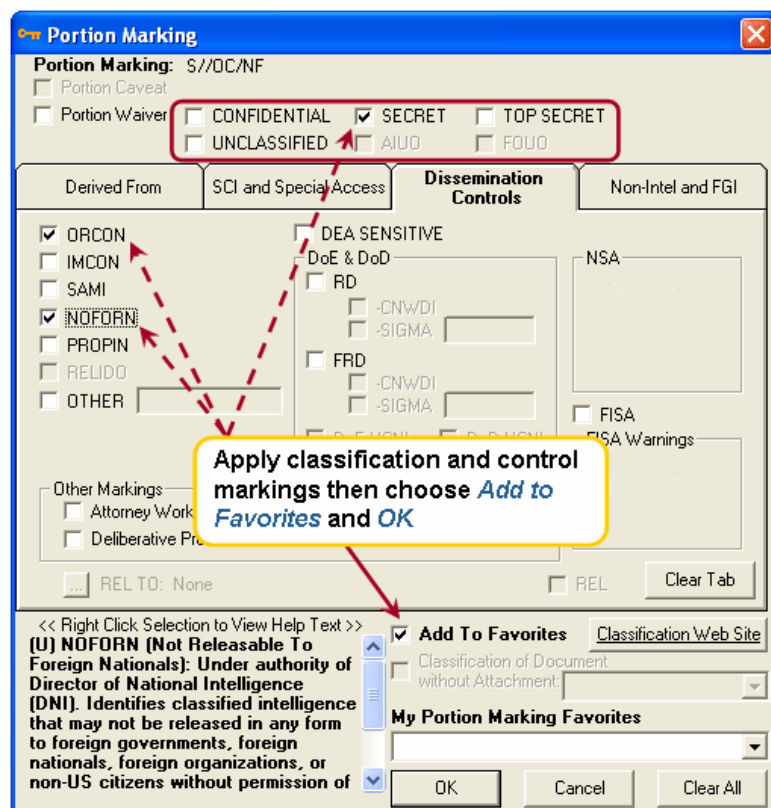 Portion Marking
Portion Marking: S//OC/NF
Portion Caveat
Portion Waiver
CONFIDENTIAL
SECRET
TOP SECRET
UNCLASSIFIED
AIUO
FOUO
Derived From
SCI and Special Access
Dissemination Controls
Non-Intel and FGI
ORCON
IMCON
SAMI
NOFORN
PROPIN
RELIDO
OTHER
DEA SENSITIVE
DoE & DoD
RD
-CNWDI
-SIGMA
FRD
-CNWDI
-SIGMA
NSA
FISA
FISA Warnings
Apply classification and control
markings then choose Add to
Favorites and OK
Other Markings
Attorney Work
Deliberative
... REL TO: None
REL
Clear Tab
<< Right Click Selection to View Help Text >>
(U) NOFORN (Not Releasable To
Foreign Nationals): Under authority of
Director of National Intelligence
(DNI). Identifies classified intelligence
that may not be released in any form
to foreign governments, foreign
nationals, foreign organizations, or
non-US citizens without permission of
Add To Favorites
Classification Web Site
Classification of Document
without Attachment:
My Portion Marking Favorites
OK
Cancel
Clear All